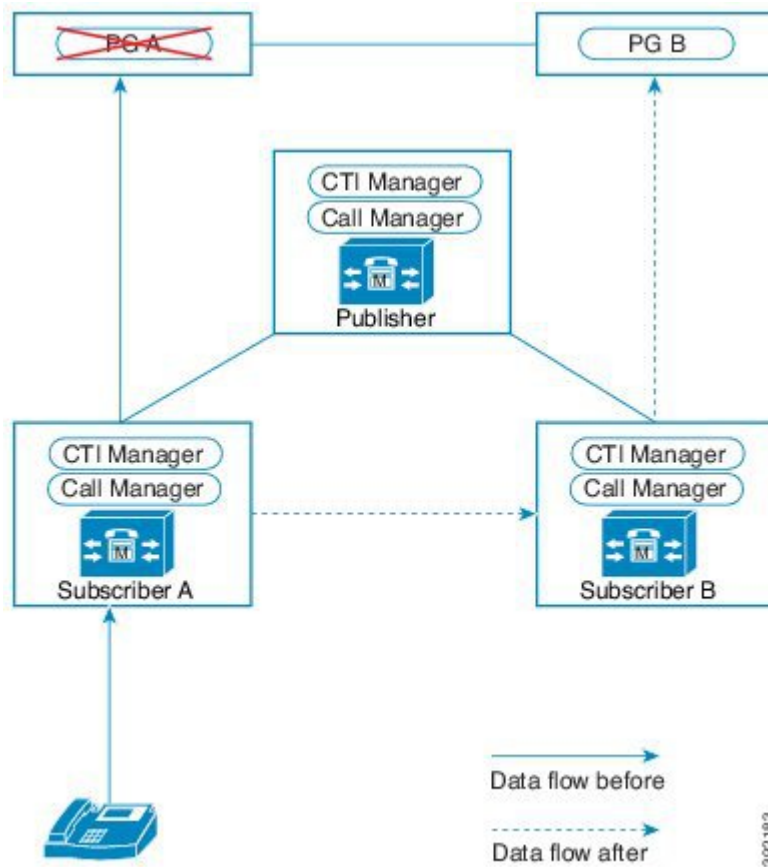 PG A
PG B
CTI Manager
Call Manager
M
Publisher
CTI Manager
Call Manager
M
Subscriber A
CTI Manager
Call Manager
M
Subscriber B
Data flow before
Data flow after